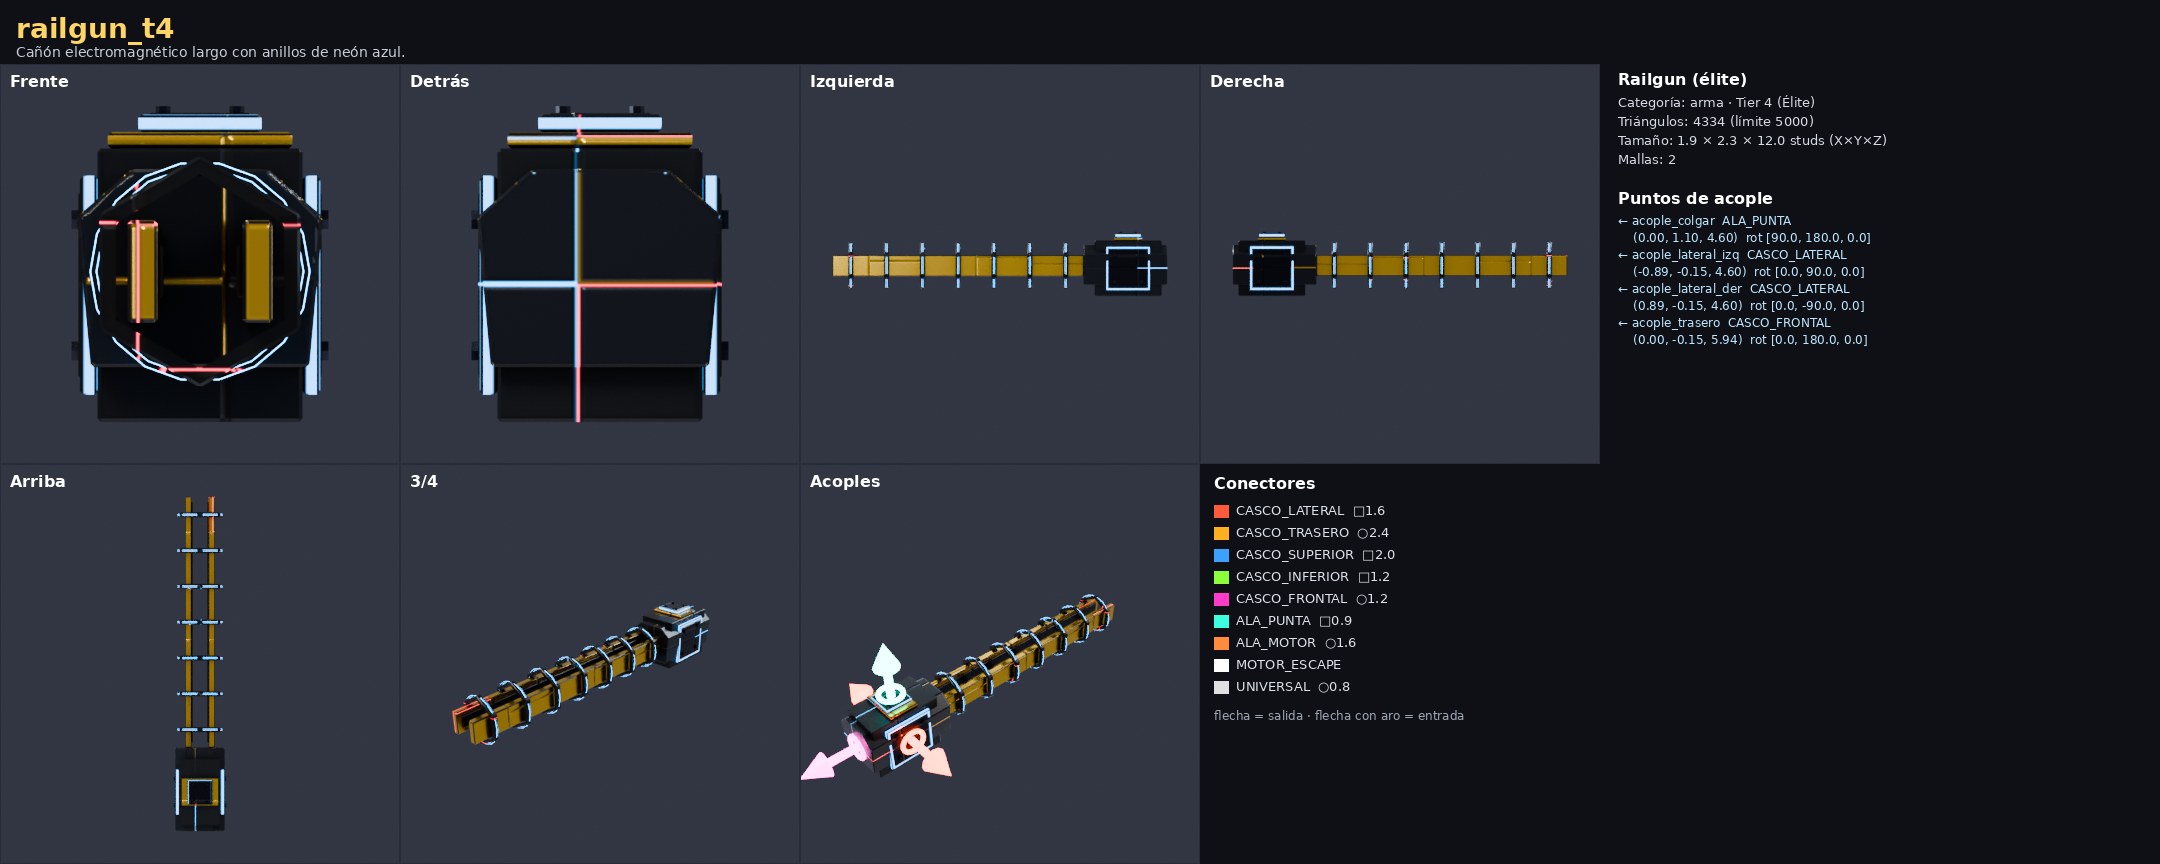 railgun_t4
Cañón electromagnético largo con anillos de neón azul.
Frente
Detrás
Izquierda
Derecha
Railgun (élite)
Categoría: arma · Tier 4 (Élite)
Triángulos: 4334 (límite 5000)
Tamaño: 1.9 × 2.3 × 12.0 studs (X×Y×Z)
Mallas: 2
Puntos de acople
← acople_colgar ALA_PUNTA
(0.00, 1.10, 4.60) rot [90.0, 180.0, 0.0]
← acople_lateral_izq CASCO_LATERAL
(-0.89, -0.15, 4.60) rot [0.0, 90.0, 0.0]
← acople_lateral_der CASCO_LATERAL
(0.89, -0.15, 4.60) rot [0.0, -90.0, 0.0]
← acople_trasero CASCO_FRONTAL
(0.00, -0.15, 5.94) rot [0.0, 180.0, 0.0]
Arriba
3/4
Acoples
Conectores
CASCO_LATERAL □1.6
CASCO_TRASERO ○2.4
CASCO_SUPERIOR □2.0
CASCO_INFERIOR □1.2
CASCO_FRONTAL ○1.2
ALA_PUNTA □0.9
ALA_MOTOR ○1.6
MOTOR_ESCAPE
UNIVERSAL ○0.8
flecha = salida · flecha con aro = entrada